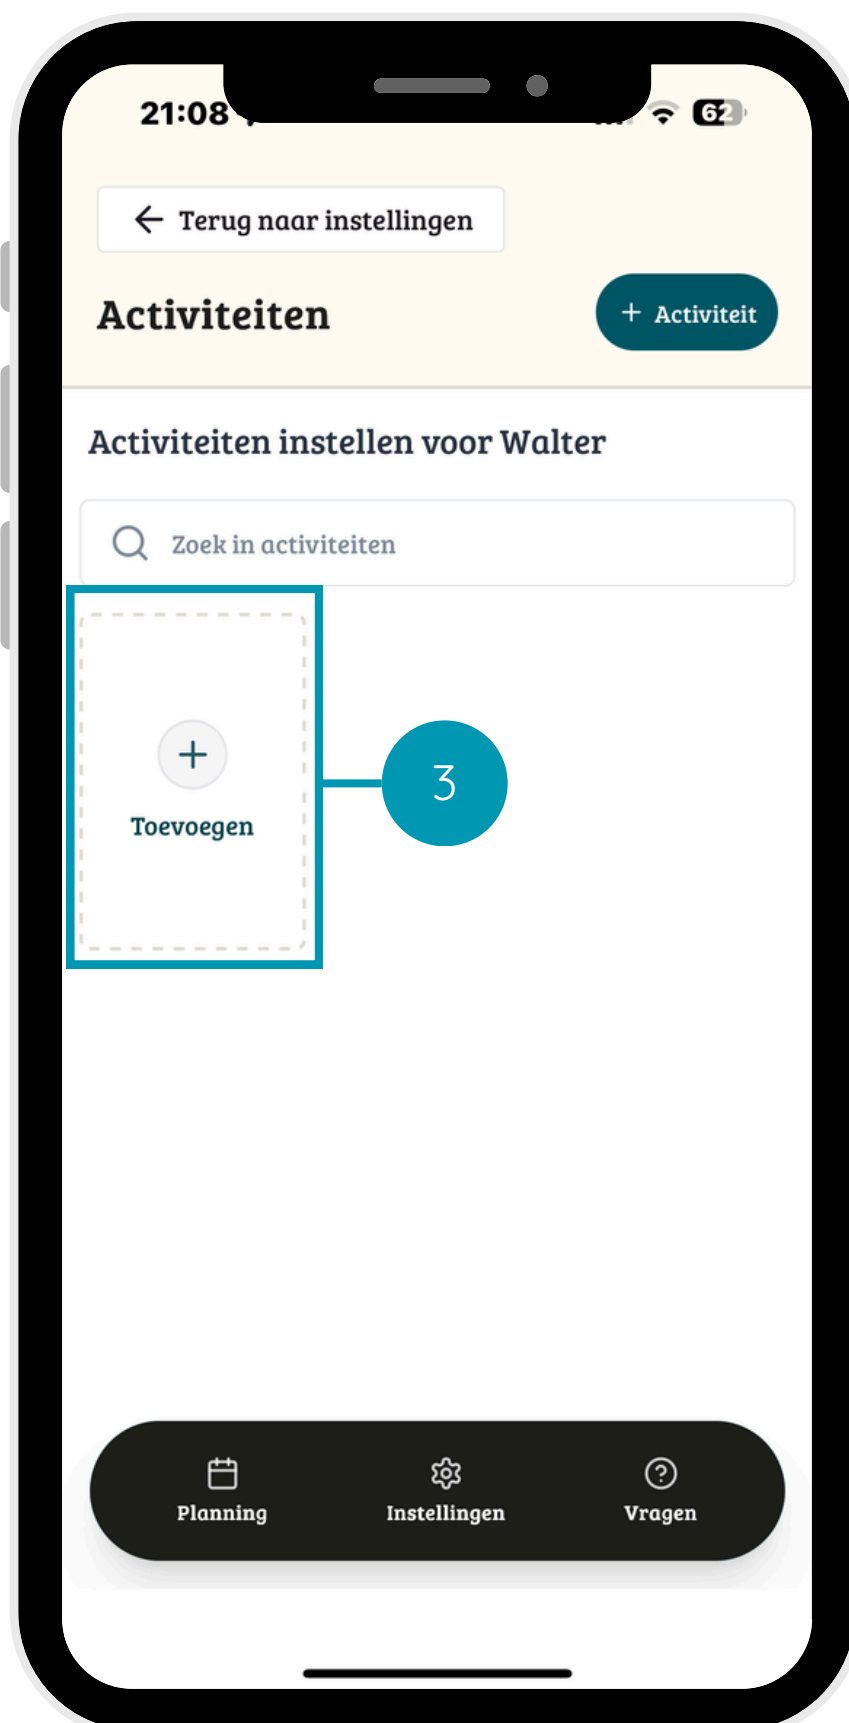 21:08
62
Terug naar instellingen
Activiteiten
+ Activiteit
Activiteiten instellen voor Walter
Zoek in activiteiten
Toevoegen
3
Planning
Instellingen
Vragen